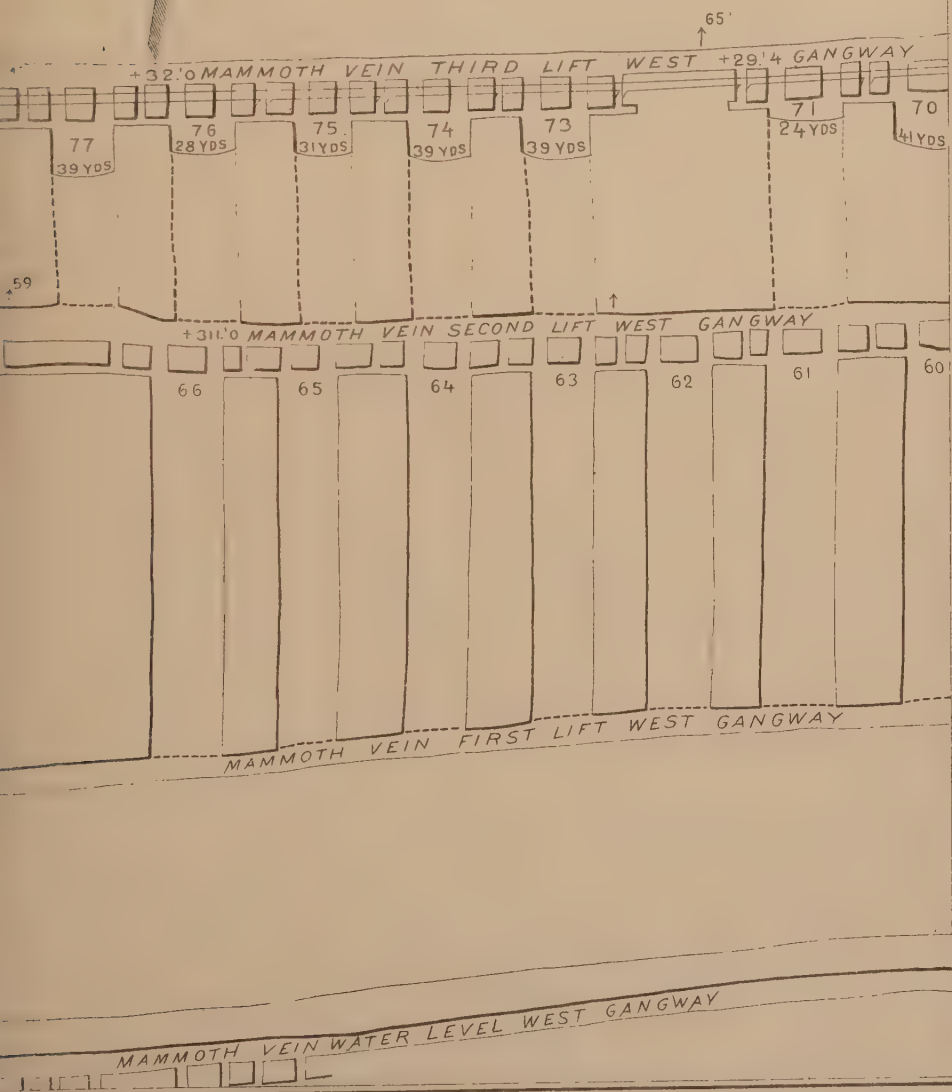 65'
+32.'0 MAMMOTH VEIN THIRD LIFT WEST +29.'4 GANGWAY
77 76 75 74 73 71 70
39 YDS 28 YDS 31 YDS 39 YDS 39 YDS 24 YDS 41 YDS
59
+311.'0 MAMMOTH VEIN SECOND LIFT WEST GANGWAY
66 65 64 63 62 61 60
MAMMOTH VEIN FIRST LIFT WEST GANGWAY
MAMMOTH VEIN WATER LEVEL WEST GANGWAY